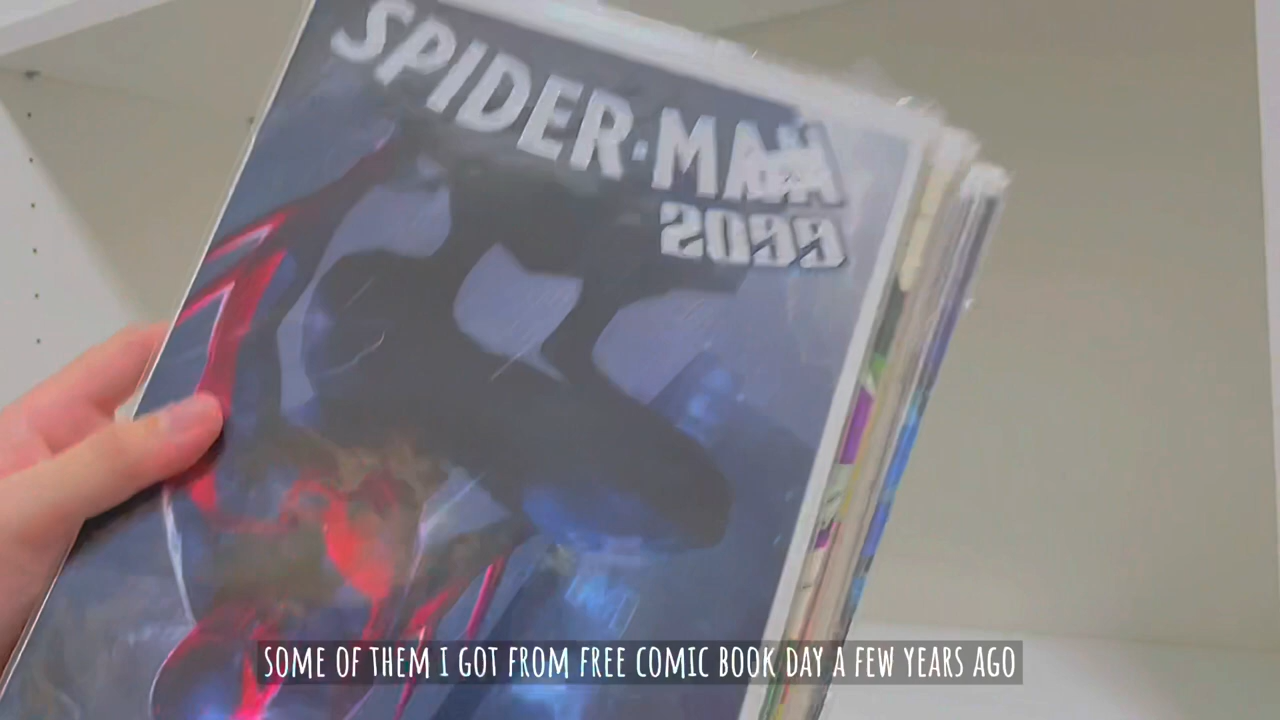 SPIDER-MAN
2099
SOME OF THEM I GOT FROM FREE COMIC BOOK DAY A FEW YEARS AGO